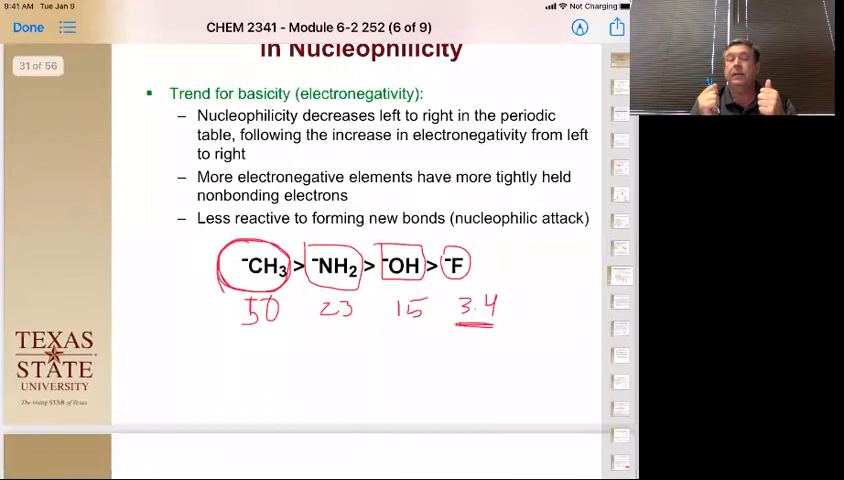 9:41 AM Tue Jan 9
Not Charging
Done
CHEM 2341 - Module 6-2 252 (6 of 9)
31 of 56
in Nucleophilicity
▪ Trend for basicity (electronegativity):
– Nucleophilicity decreases left to right in the periodic
table, following the increase in electronegativity from left
to right
– More electronegative elements have more tightly held
nonbonding electrons
– Less reactive to forming new bonds (nucleophilic attack)
⁻CH₃ > ⁻NH₂ > ⁻OH > ⁻F
50 23 15 3.4
TEXAS
STATE
UNIVERSITY
The rising STAR of Texas